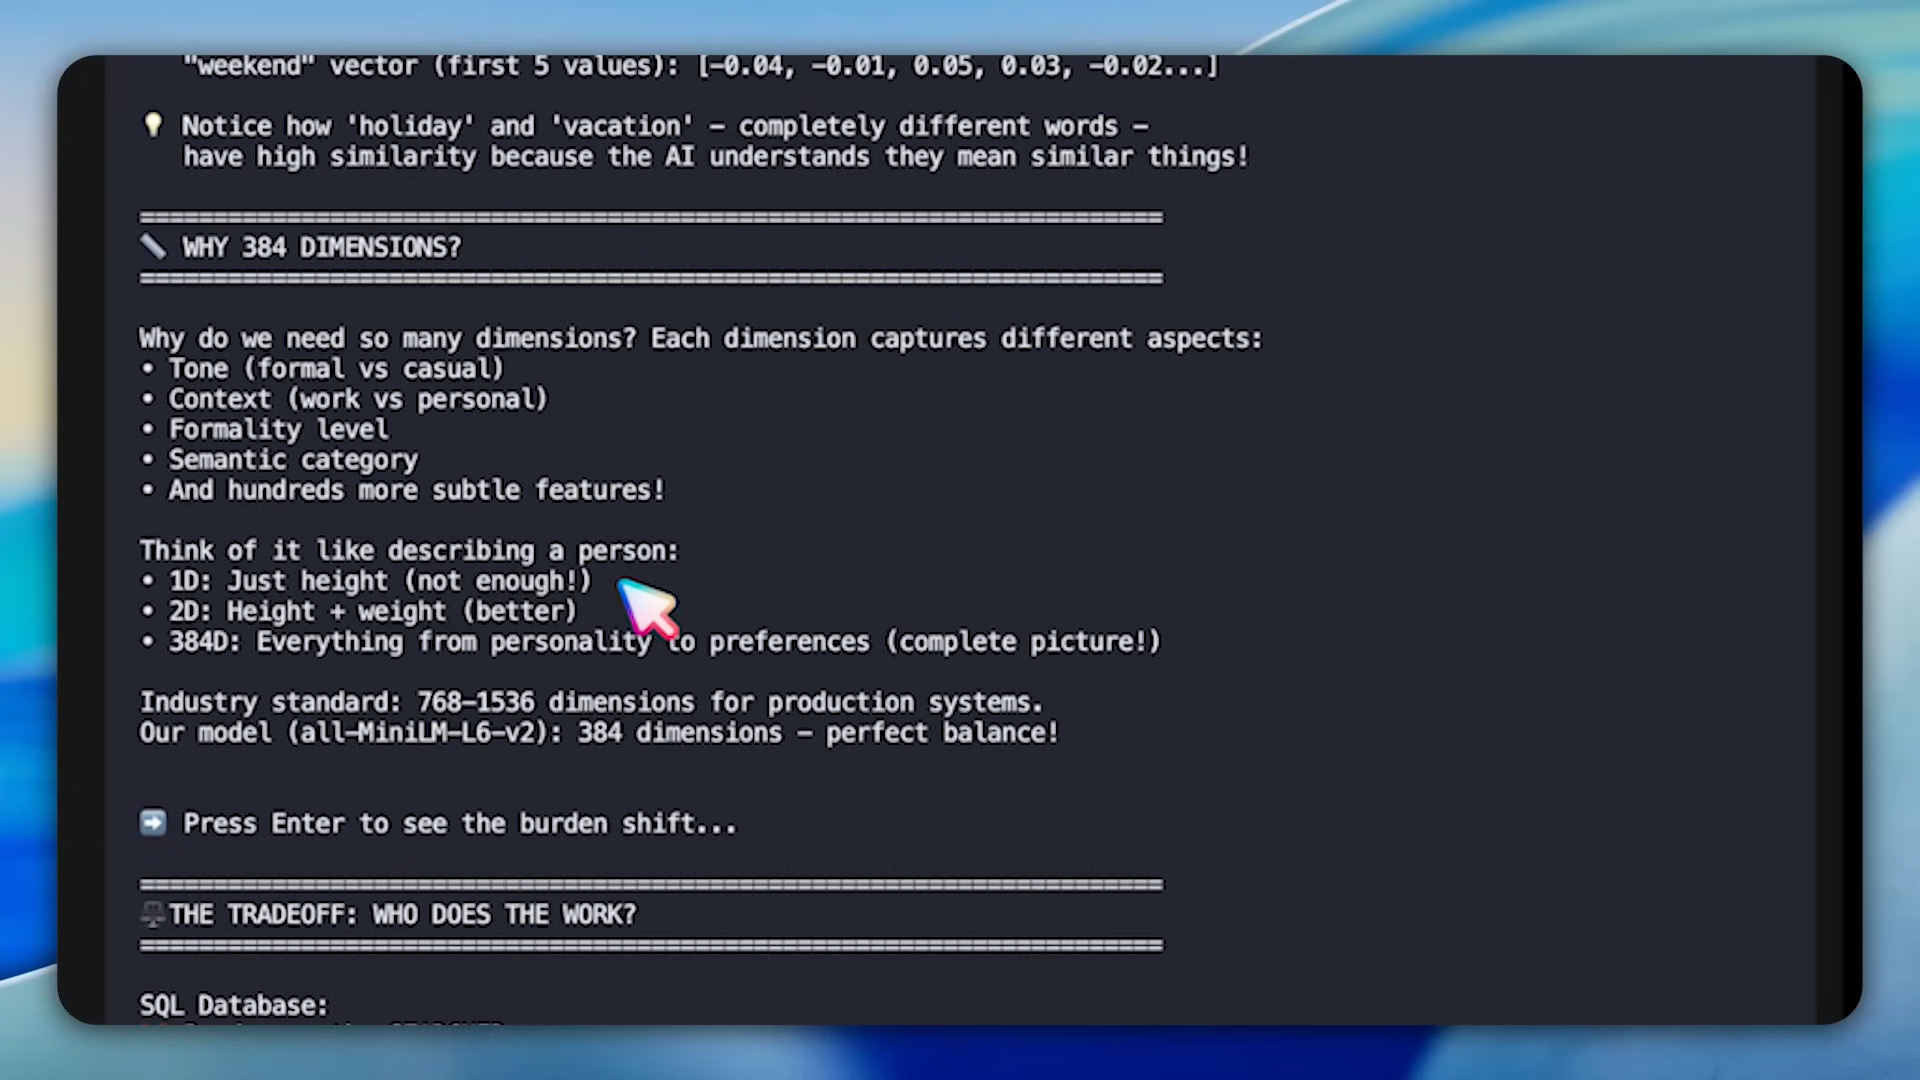 "weekend" vector (first 5 values): [-0.04, -0.01, 0.05, 0.03, -0.02...]
💡 Notice how 'holiday' and 'vacation' - completely different words -
have high similarity because the AI understands they mean similar things!
======================================================================
📏 WHY 384 DIMENSIONS?
======================================================================
Why do we need so many dimensions? Each dimension captures different aspects:
• Tone (formal vs casual)
• Context (work vs personal)
• Formality level
• Semantic category
• And hundreds more subtle features!
Think of it like describing a person:
• 1D: Just height (not enough!)
• 2D: Height + weight (better)
• 384D: Everything from personality to preferences (complete picture!)
Industry standard: 768-1536 dimensions for production systems.
Our model (all-MiniLM-L6-v2): 384 dimensions - perfect balance!
➡️ Press Enter to see the burden shift...
======================================================================
THE TRADEOFF: WHO DOES THE WORK?
======================================================================
SQL Database: